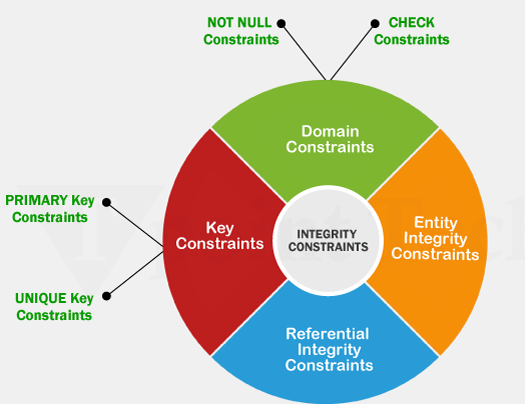 NOT NULL
Constraints
CHECK
Constraints
Domain
Constraints
PRIMARY Key
Constraints
Key
Constraints
INTEGRITY
CONSTRAINTS
Entity
Integrity
Constraints
UNIQUE Key
Constraints
Referential
Integrity
Constraints